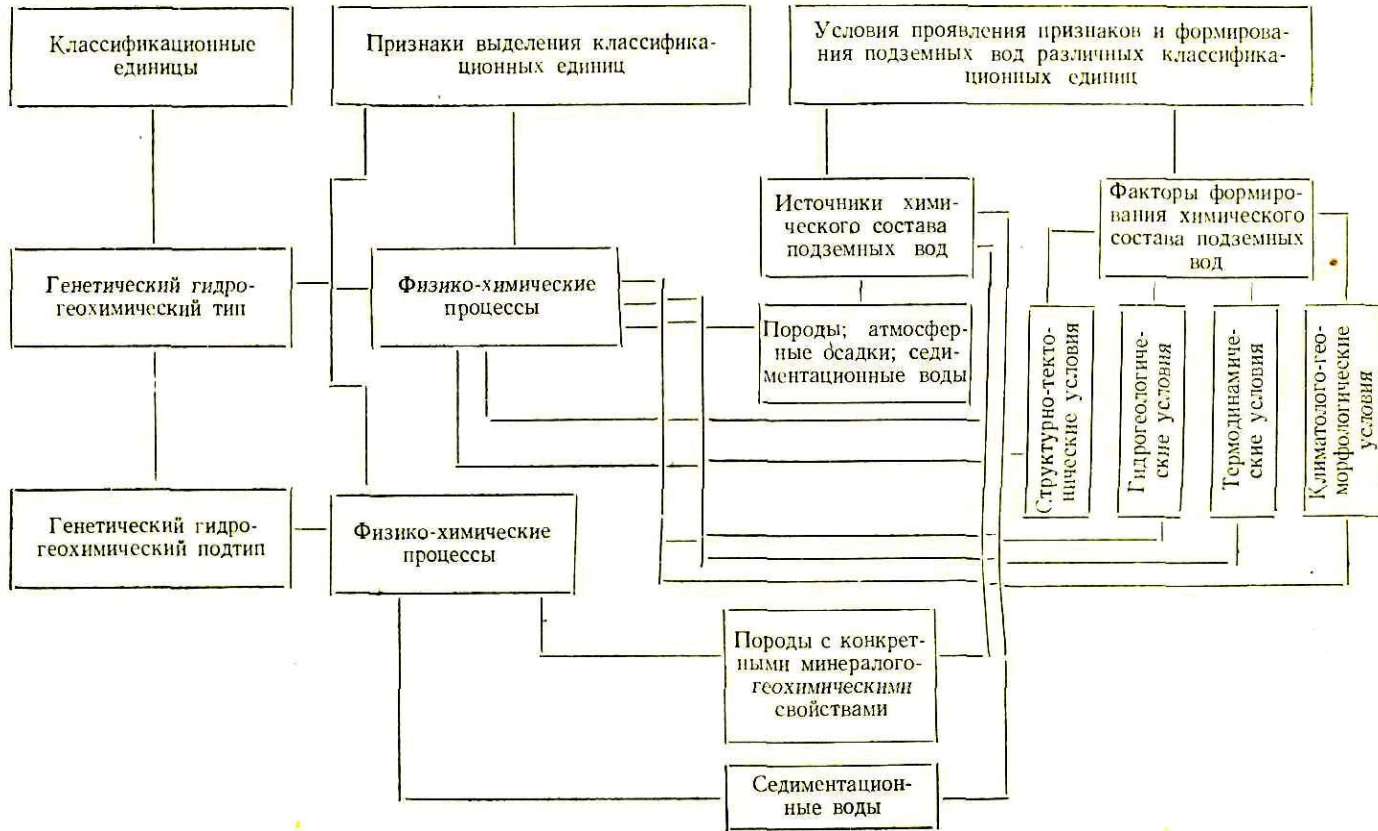 Классификационные
единицы
Признаки выделения классифика-
ционных единиц
Условия проявления признаков и формирова-
ния подземных вод различных классифика-
ционных единиц
Источники хими-
ческого состава
подземных вод
Факторы формиро-
вания химического
состава подземных
вод
Генетический гидро-
геохимический тип
Физико-химические
процессы
Породы; атмосфер-
ные осадки; седи-
ментационные воды
Структурно-текто-
нические условия
Гидрогеологиче-
ские условия
Термодинамиче-
ские условия
Климатолого-гео-
морфологические
условия
Генетический гидро-
геохимический подтип
Физико-химические
процессы
Породы с конкрет-
ными минералого-
геохимическими
свойствами
Седиментацион-
ные воды